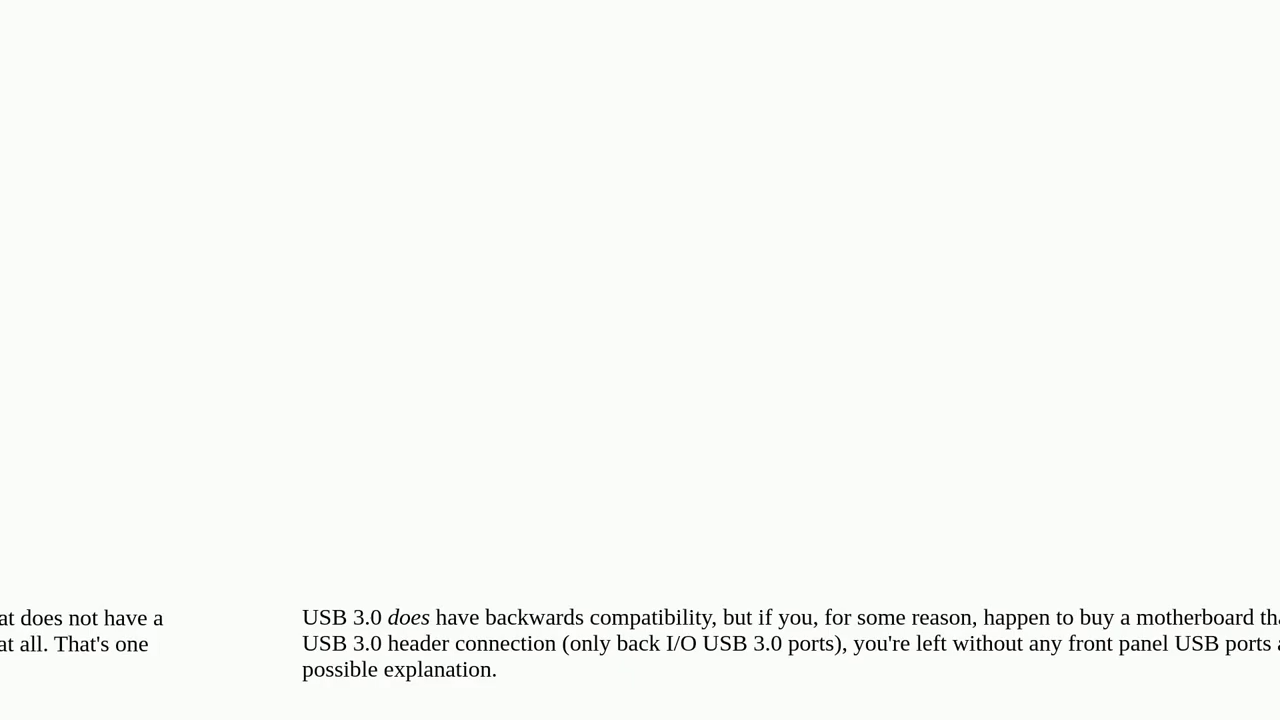 at does not have a
at all. That's one
USB 3.0 does have backwards compatibility, but if you, for some reason, happen to buy a motherboard
USB 3.0 header connection (only back I/O USB 3.0 ports), you're left without any front panel USB ports
possible explanation.